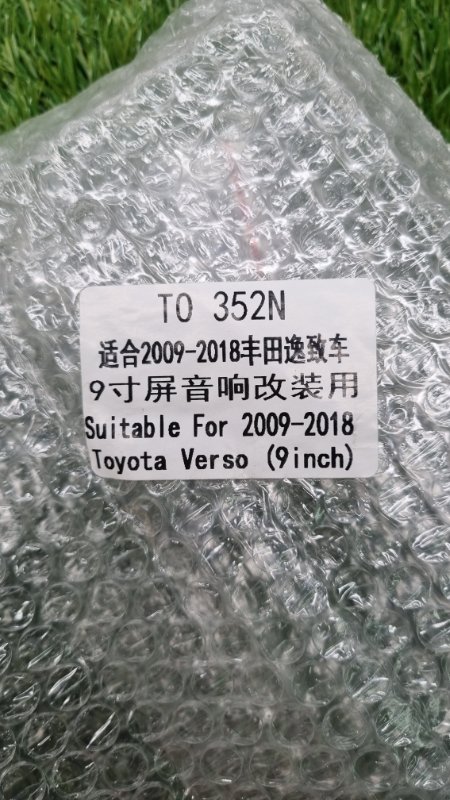 TO 352N
适合2009-2018丰田逸致车
9寸屏音响改装用
Suitable For 2009-2018
Toyota Verso (9inch)